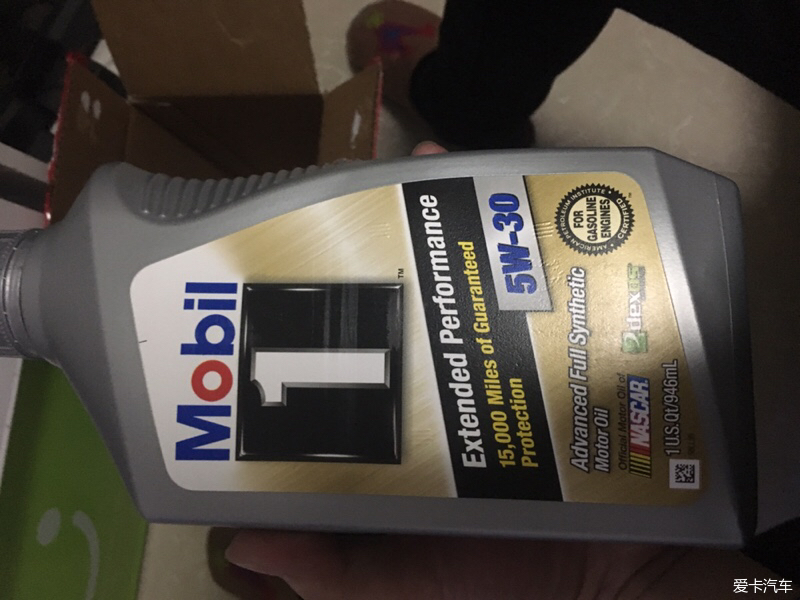 Mobil
1
TM
Extended Performance
15,000 Miles of Guaranteed
Protection
5W-30
AMERICAN PETROLEUM INSTITUTE
FOR
GASOLINE
ENGINES
CERTIFIED
Advanced Full Synthetic
Motor Oil
dexos
Official Motor Oil of
NASCAR
1 U.S. Qt/946mL
爱卡汽车